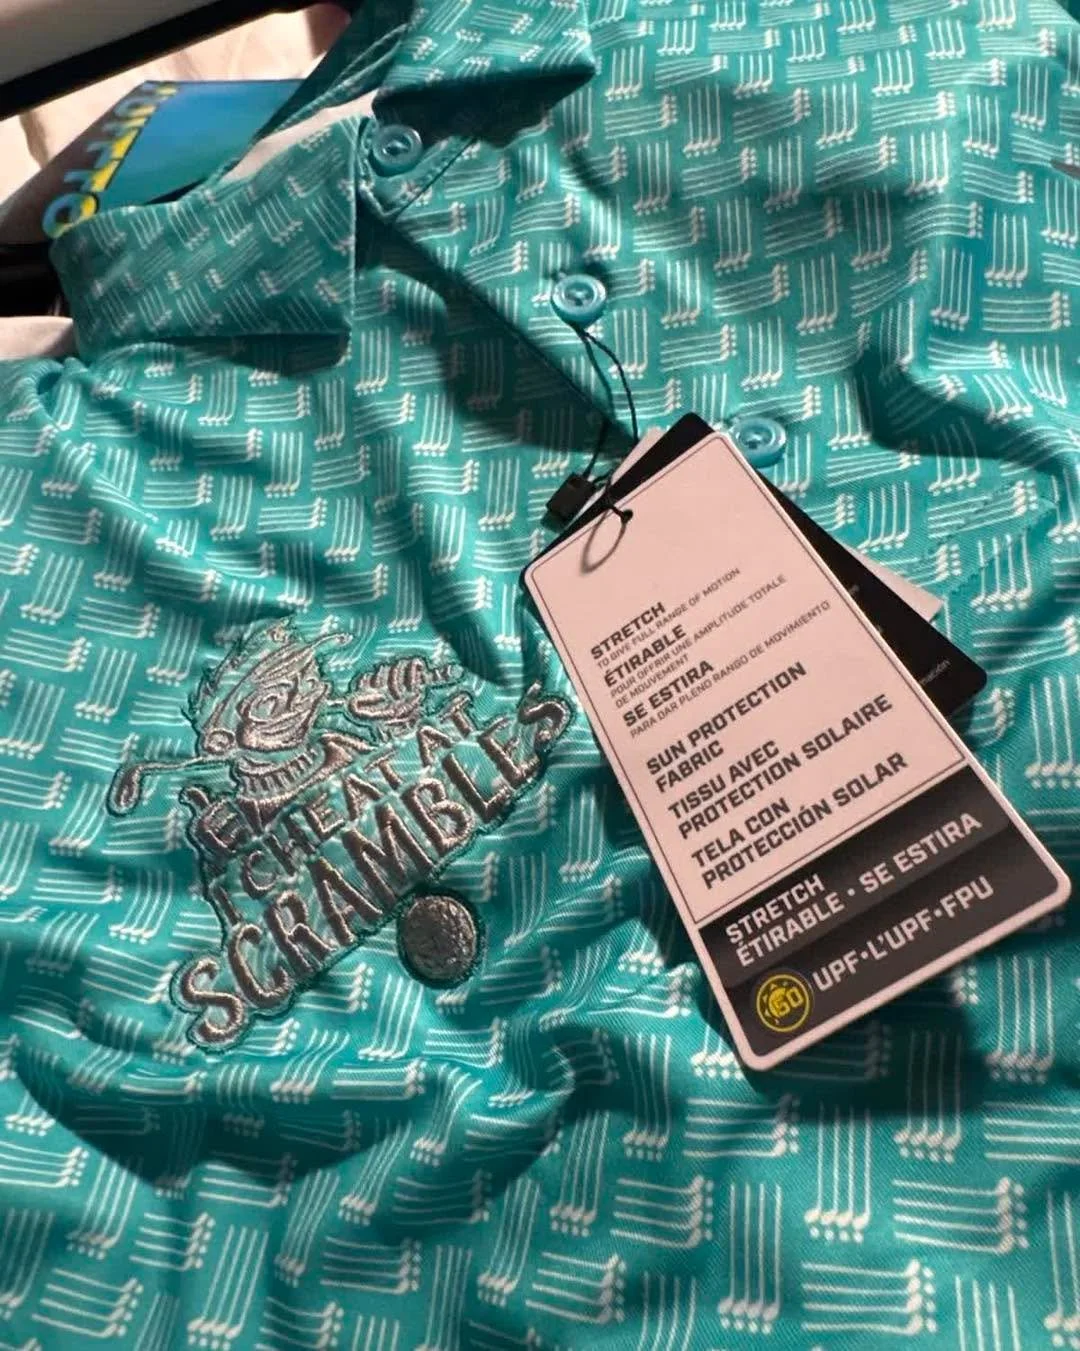 I CHEAT AT
SCRAMBLES
STRETCH
TO GIVE FULL RANGE OF MOTION
ÉTIRABLE
POUR OFFRIR UNE AMPLITUDE TOTALE
DE MOUVEMENT
SE ESTIRA
PARA DAR PLENO RANGO DE MOVIMIENTO
SUN PROTECTION
FABRIC
TISSU AVEC
PROTECTION SOLAIRE
TELA CON
PROTECCIÓN SOLAR
STRETCH
ÉTIRABLE • SE ESTIRA
50 UPF•L'UPF•FPU